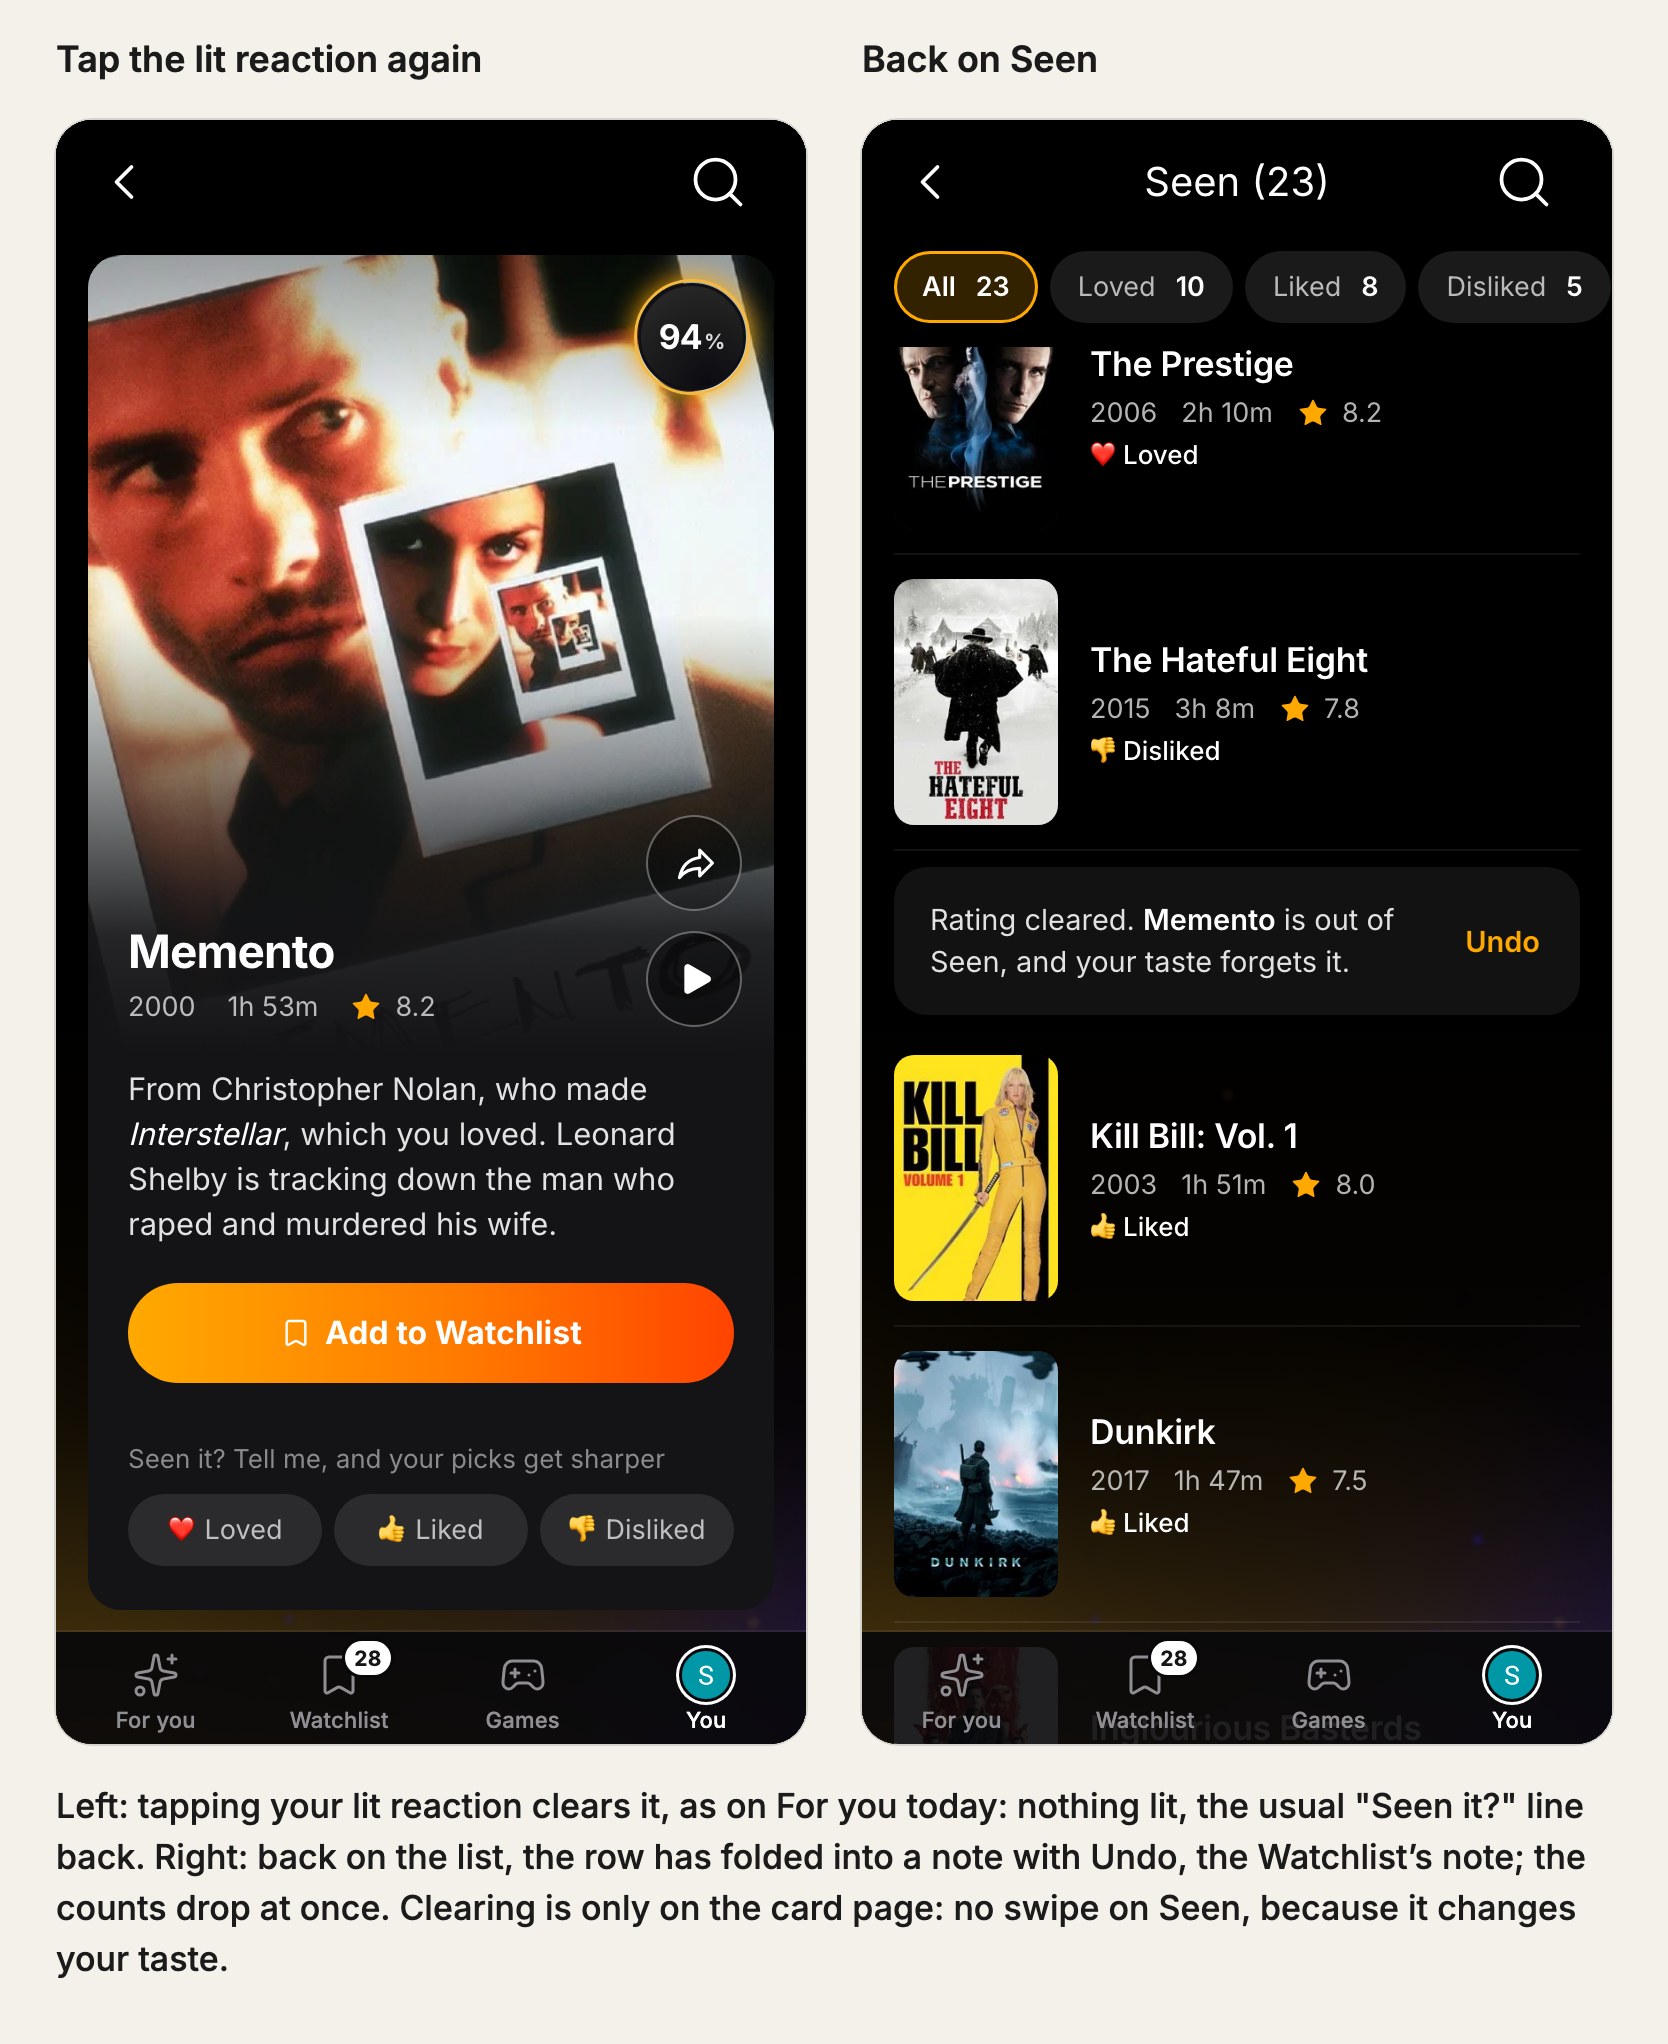 Tap the lit reaction again
94%
Memento
2000 1h 53m 8.2
From Christopher Nolan, who made
Interstellar, which you loved. Leonard
Shelby is tracking down the man who
raped and murdered his wife.
Add to Watchlist
Seen it? Tell me, and your picks get sharper
Loved
Liked
Disliked
For you
28
Watchlist
Games
S
You
Back on Seen
Seen (23)
All 23
Loved 10
Liked 8
Disliked 5
THE PRESTIGE
The Prestige
2006 2h 10m 8.2
Loved
THE
HATEFUL
EIGHT
The Hateful Eight
2015 3h 8m 7.8
Disliked
Rating cleared. Memento is out of
Seen, and your taste forgets it.
Undo
KILL
BILL
VOLUME 1
Kill Bill: Vol. 1
2003 1h 51m 8.0
Liked
DUNKIRK
Dunkirk
2017 1h 47m 7.5
Liked
Inglourious Basterds
For you
28
Watchlist
Games
S
You
Left: tapping your lit reaction clears it, as on For you today: nothing lit, the usual "Seen it?" line
back. Right: back on the list, the row has folded into a note with Undo, the Watchlist’s note; the
counts drop at once. Clearing is only on the card page: no swipe on Seen, because it changes
your taste.